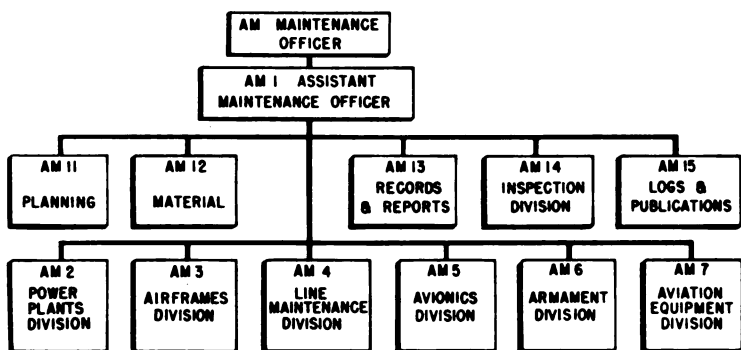 AM MAINTENANCE
OFFICER
AM 1 ASSISTANT
MAINTENANCE OFFICER
AM 11
PLANNING
AM 12
MATERIAL
AM 13
RECORDS
& REPORTS
AM 14
INSPECTION
DIVISION
AM 15
LOGS &
PUBLICATIONS
AM 2
POWER
PLANTS
DIVISION
AM 3
AIRFRAMES
DIVISION
AM 4
LINE
MAINTENANCE
DIVISION
AM 5
AVIONICS
DIVISION
AM 6
ARMAMENT
DIVISION
AM 7
AVIATION
EQUIPMENT
DIVISION